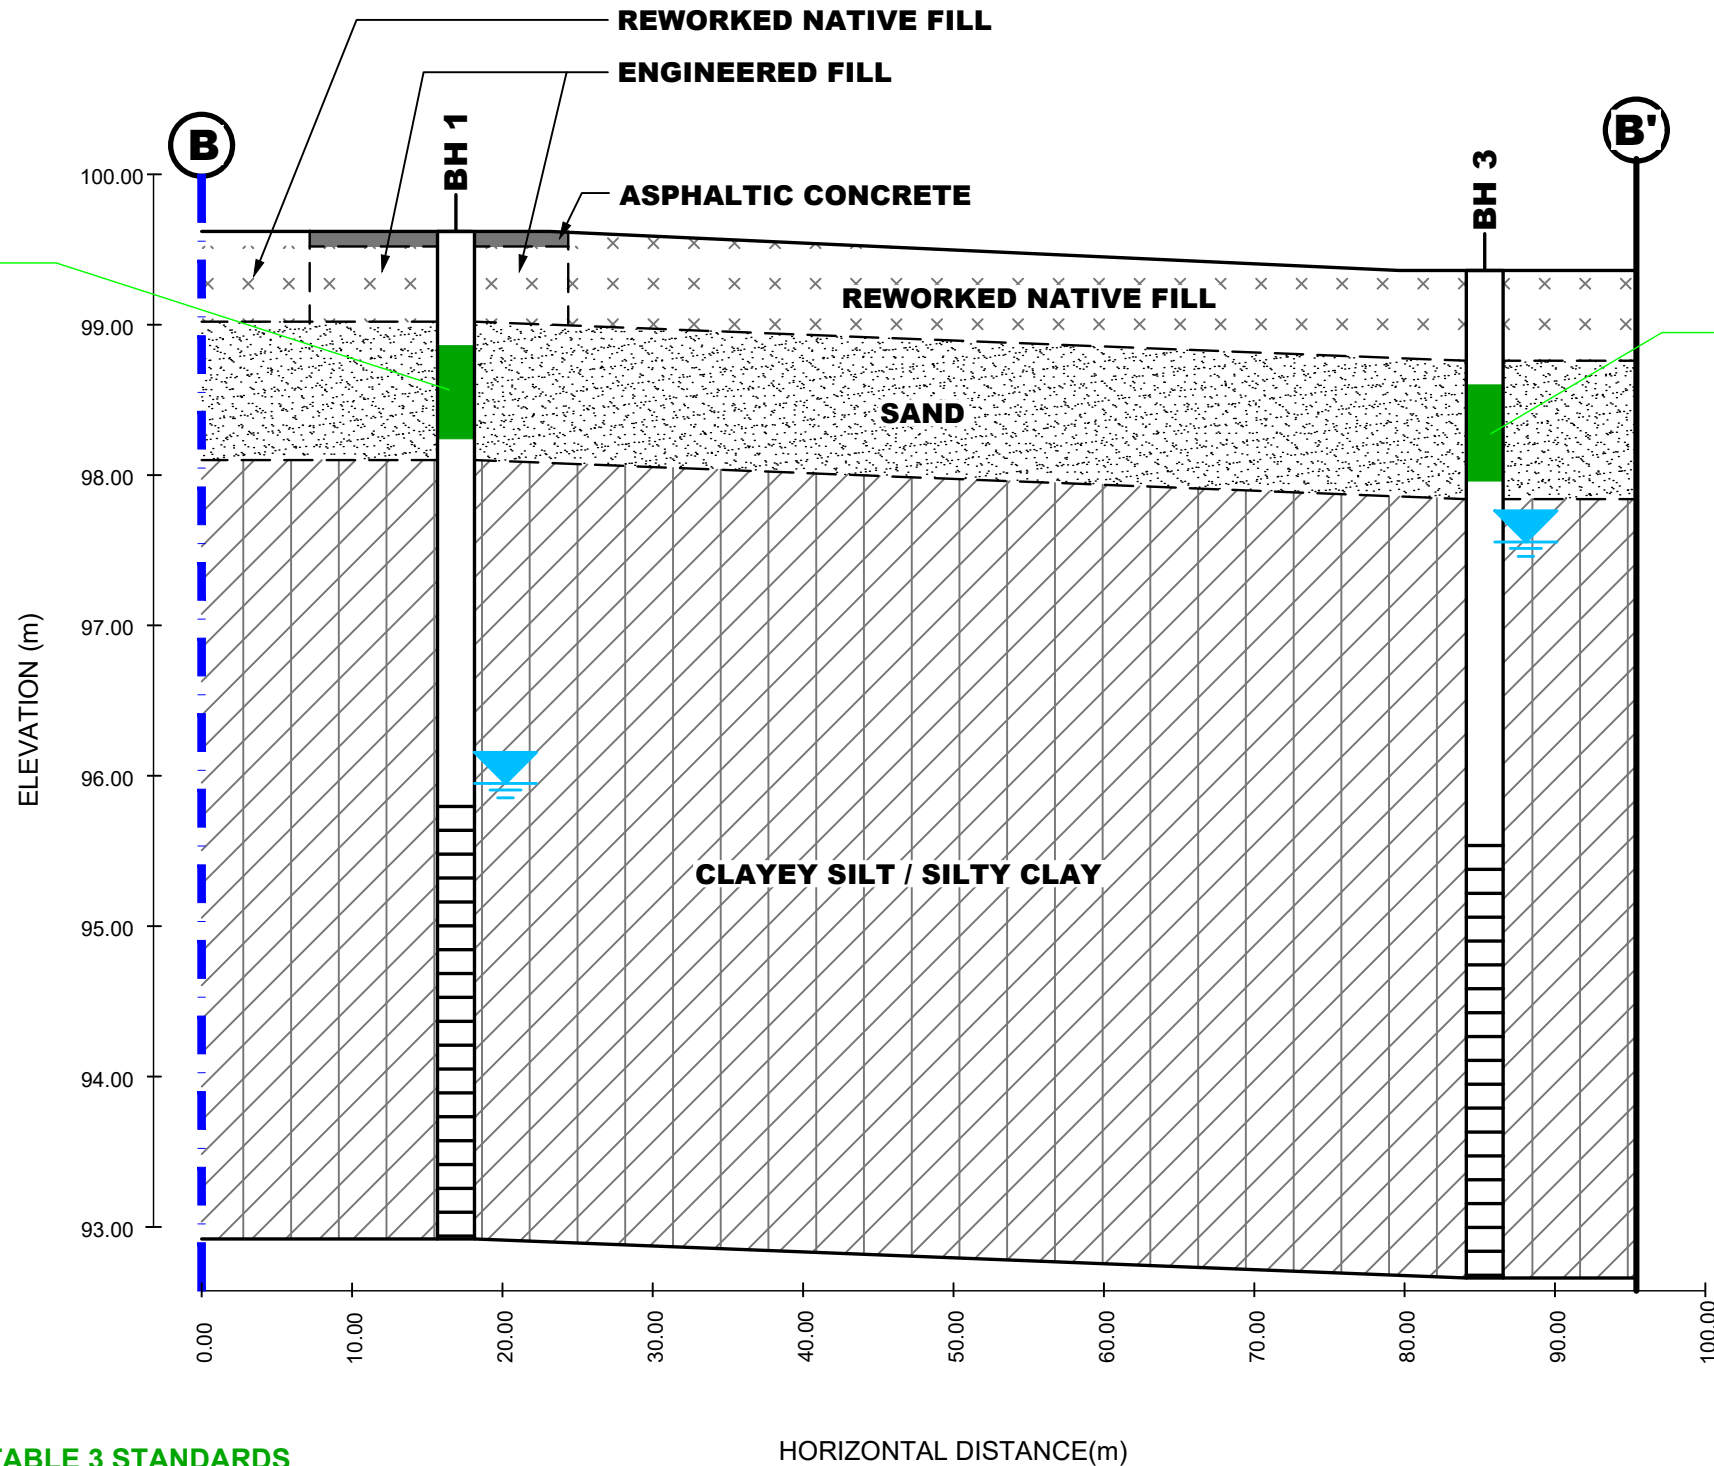 REWORKED NATIVE FILL
ENGINEERED FILL
B
BH 1
BH 3
B'
100.00
ASPHALTIC CONCRETE
REWORKED NATIVE FILL
99.00
SAND
98.00
97.00
ELEVATION (m)
96.00
CLAYEY SILT / SILTY CLAY
95.00
94.00
93.00
0.00
10.00
20.00
30.00
40.00
50.00
60.00
70.00
80.00
90.00
100.00
HORIZONTAL DISTANCE(m)
TABLE 3 STANDARDS